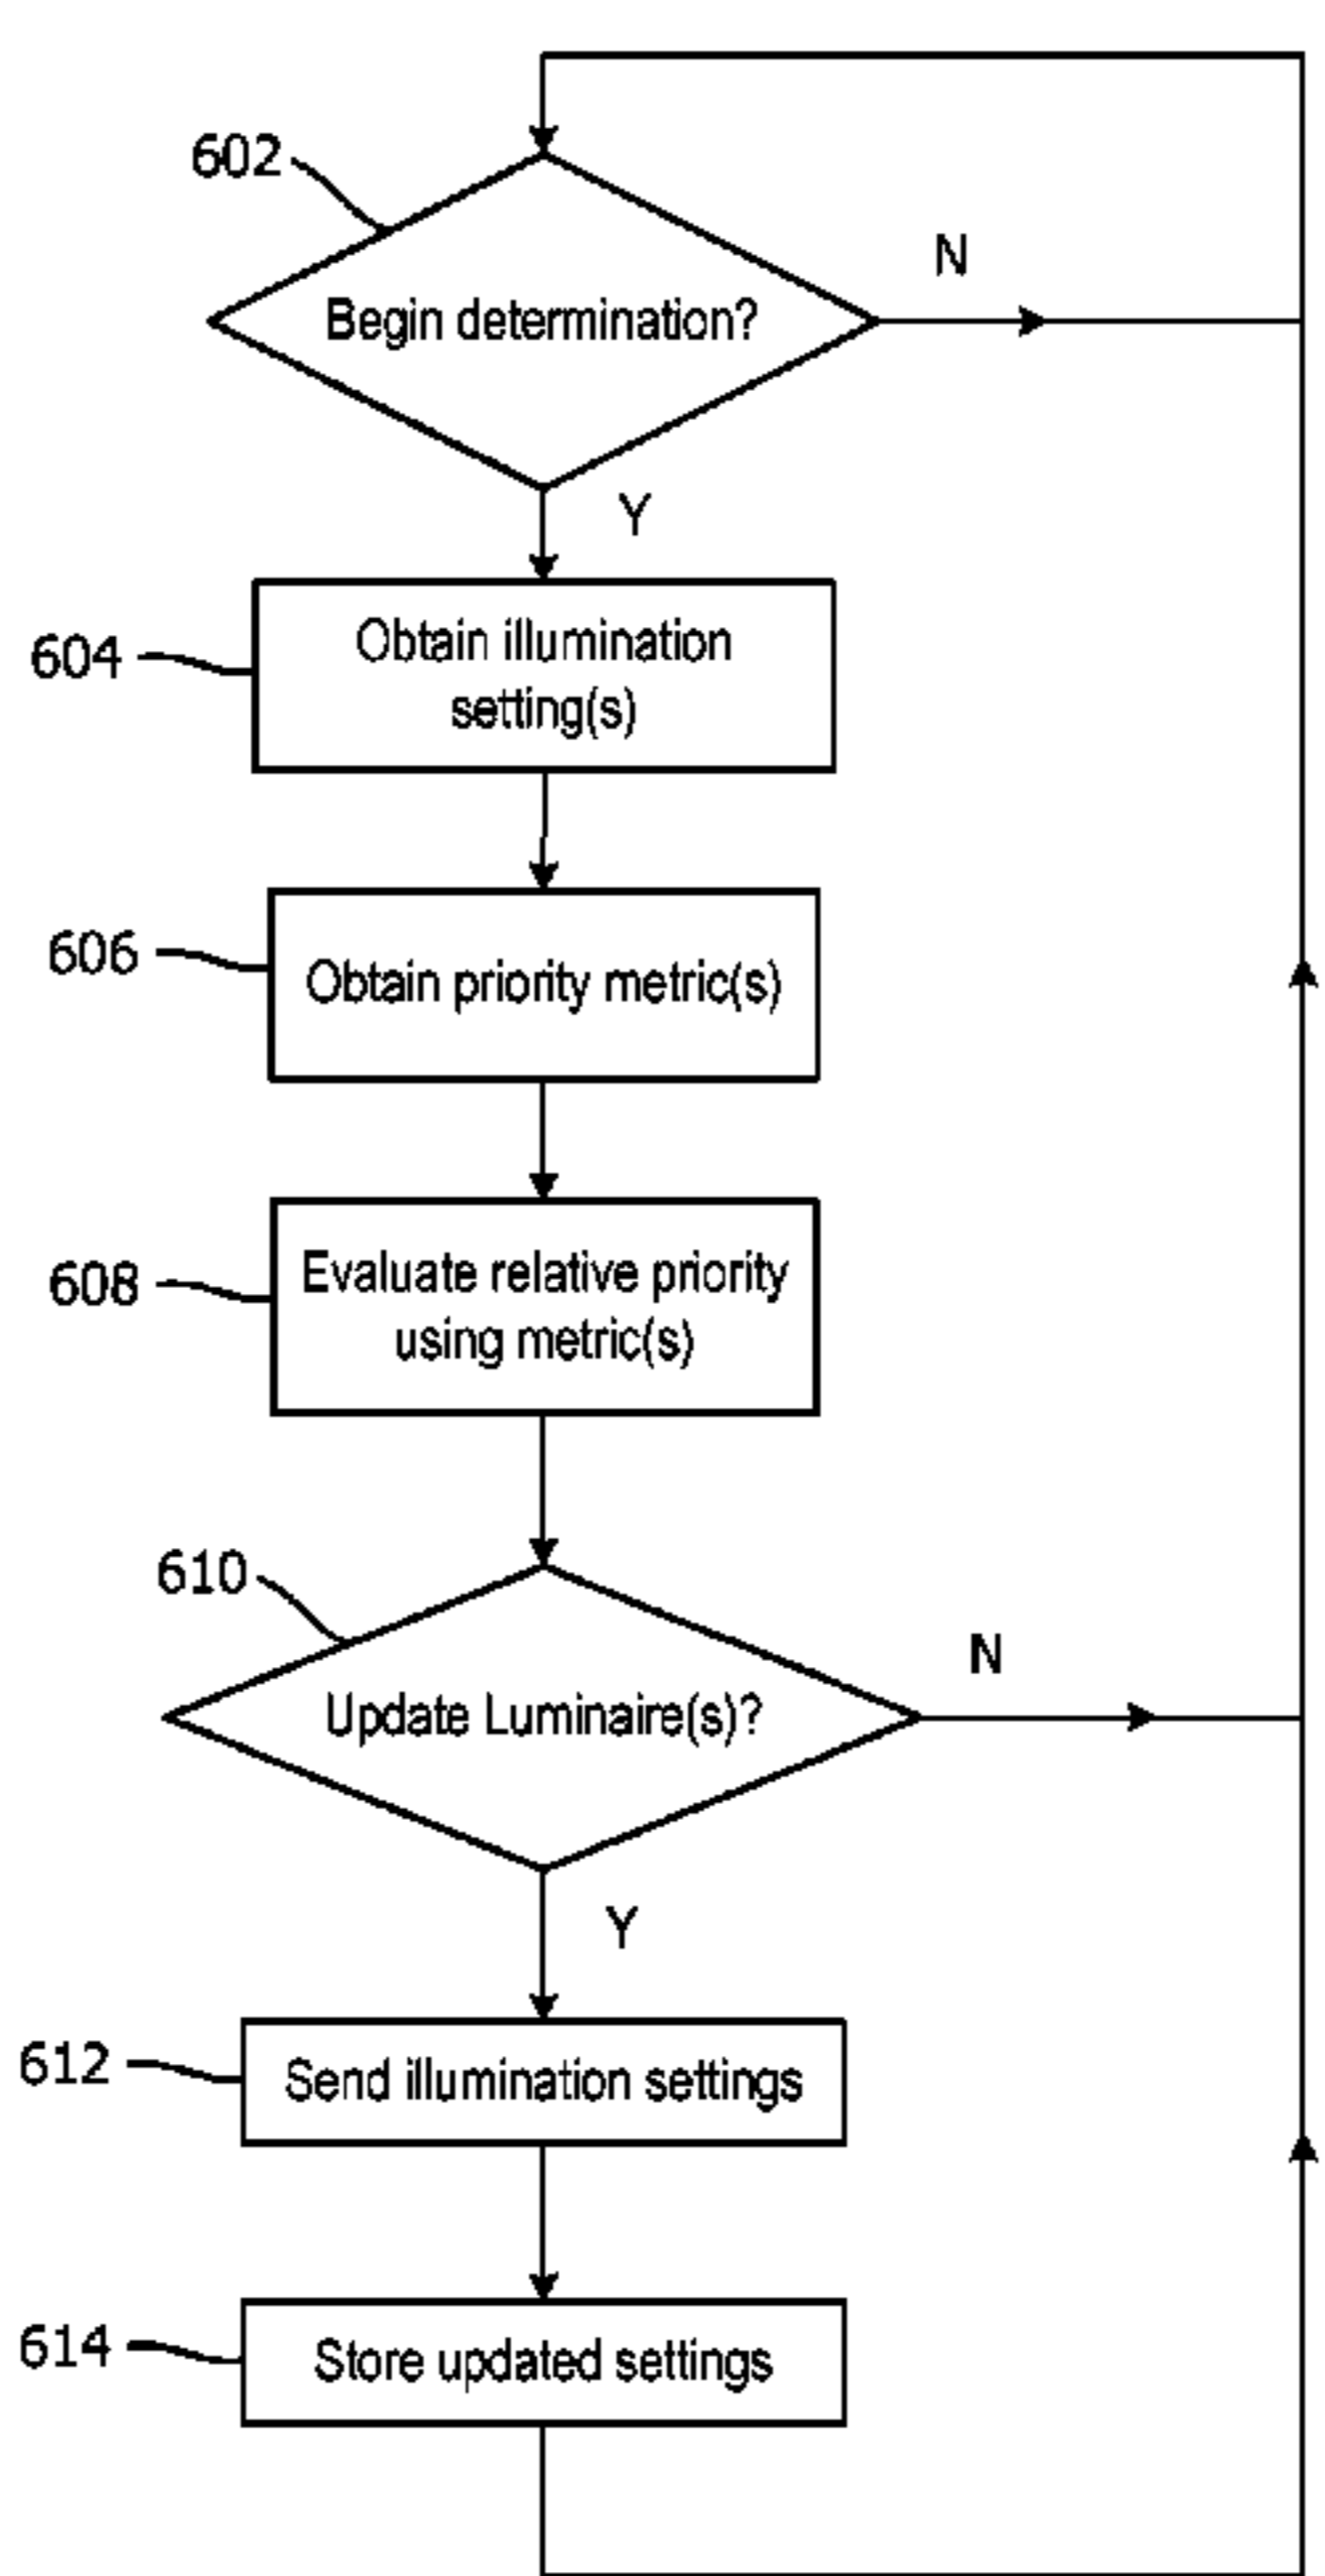 602
Begin determination?
N
Y
604
Obtain illumination
setting(s)
606
Obtain priority metric(s)
608
Evaluate relative priority
using metric(s)
610
Update Luminaire(s)?
N
Y
612
Send illumination settings
614
Store updated settings